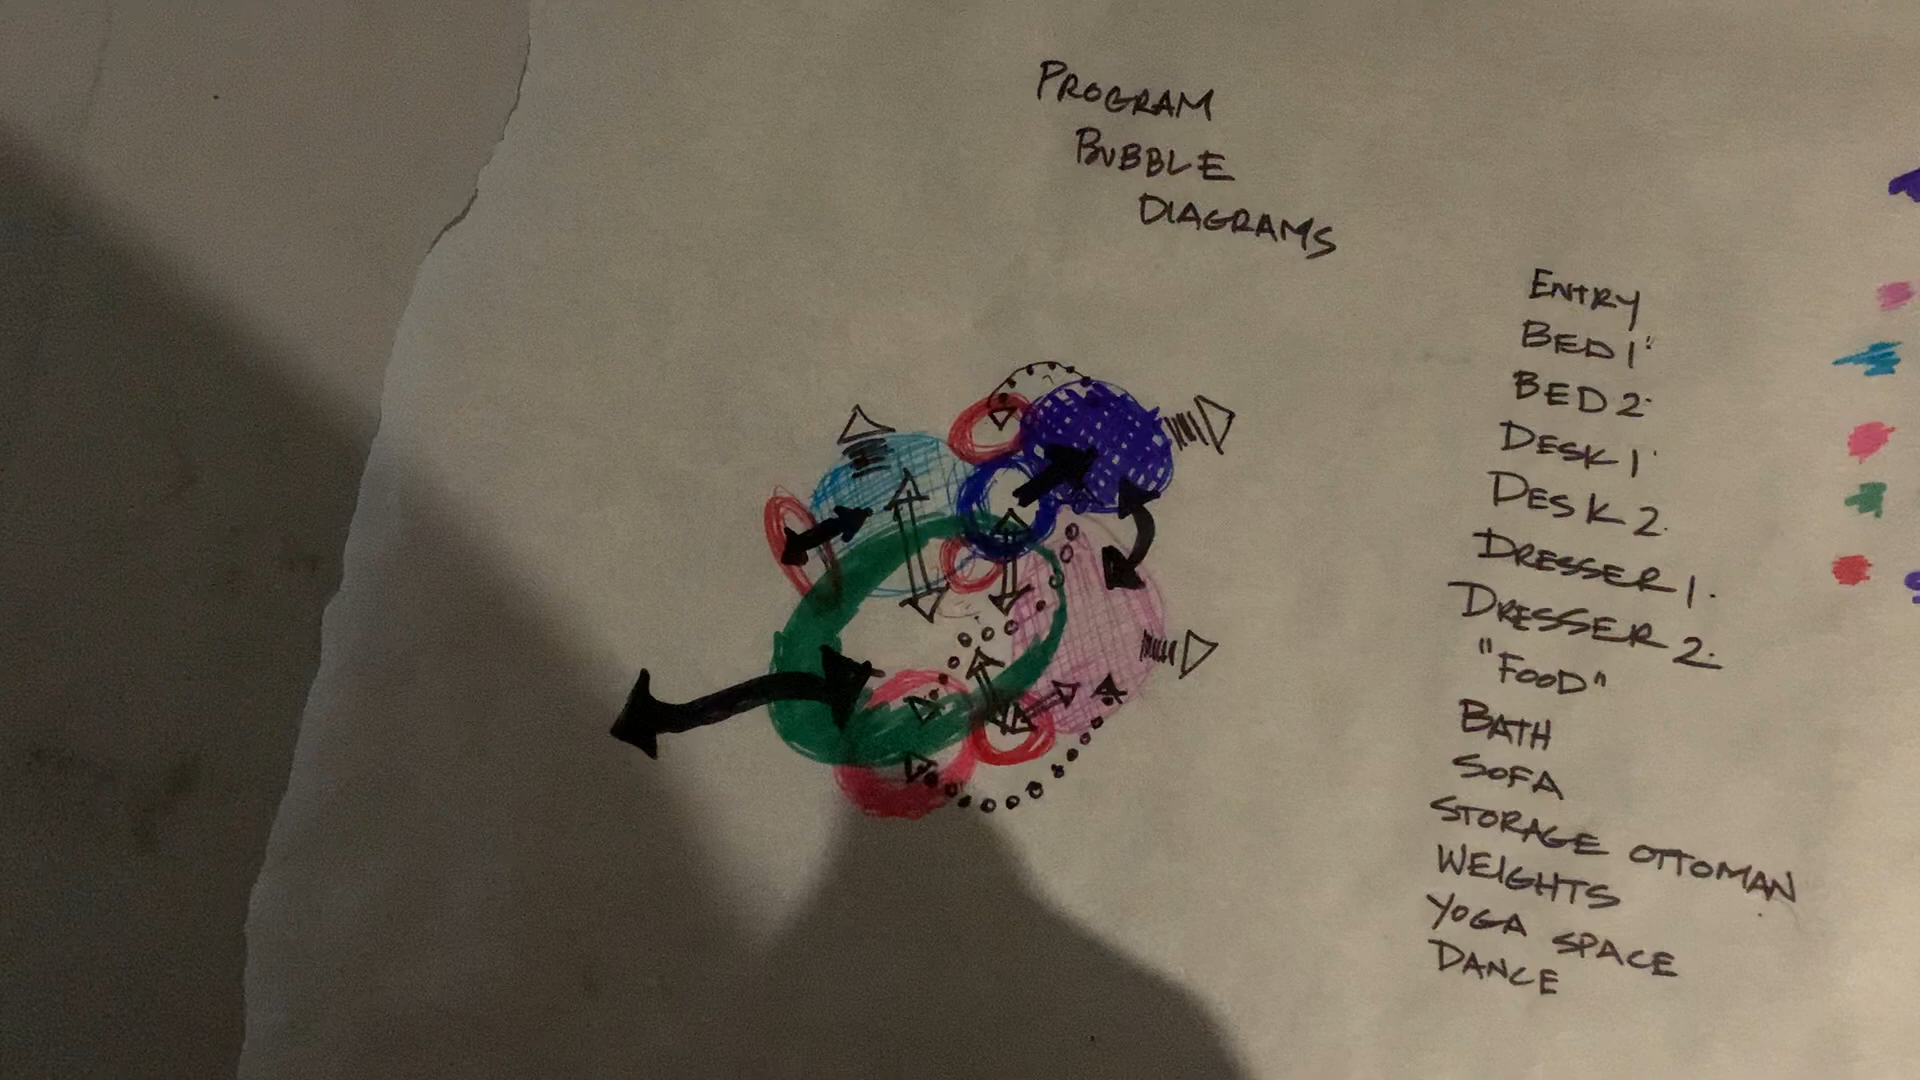 PROGRAM
BUBBLE
DIAGRAMS
ENTRY
BED 1
BED 2
DESK 1
DESK 2
DRESSER 1
DRESSER 2
"FOOD"
BATH
SOFA
STORAGE OTTOMAN
WEIGHTS
YOGA SPACE
DANCE